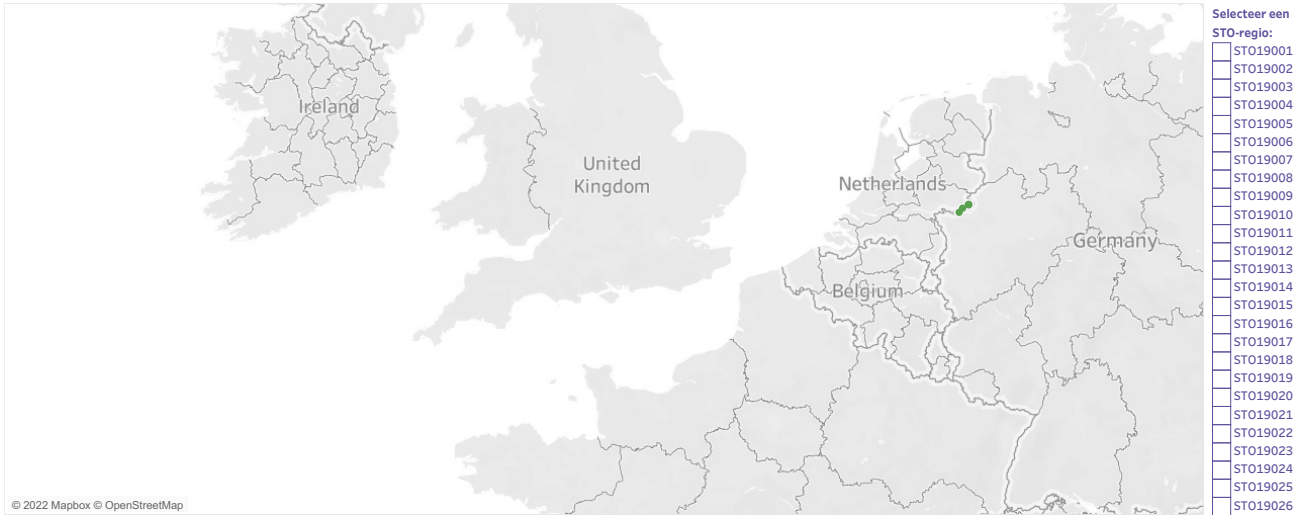 Ireland
United
Kingdom
Netherlands
Germany
Belgium
© 2022 Mapbox © OpenStreetMap
Selecteer een
STO-regio:
STO19001
STO19002
STO19003
STO19004
STO19005
STO19006
STO19007
STO19008
STO19009
STO19010
STO19011
STO19012
STO19013
STO19014
STO19015
STO19016
STO19017
STO19018
STO19019
STO19020
STO19021
STO19022
STO19023
STO19024
STO19025
STO19026